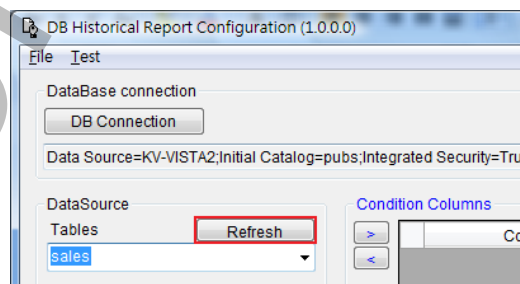 DB Historical Report Configuration (1.0.0.0)
File Test
DataBase connection
DB Connection
Data Source=KV-VISTA2;Initial Catalog=pubs;Integrated Security=Tru
DataSource
Condition Columns
Tables
Refresh
>
Co
sales
<